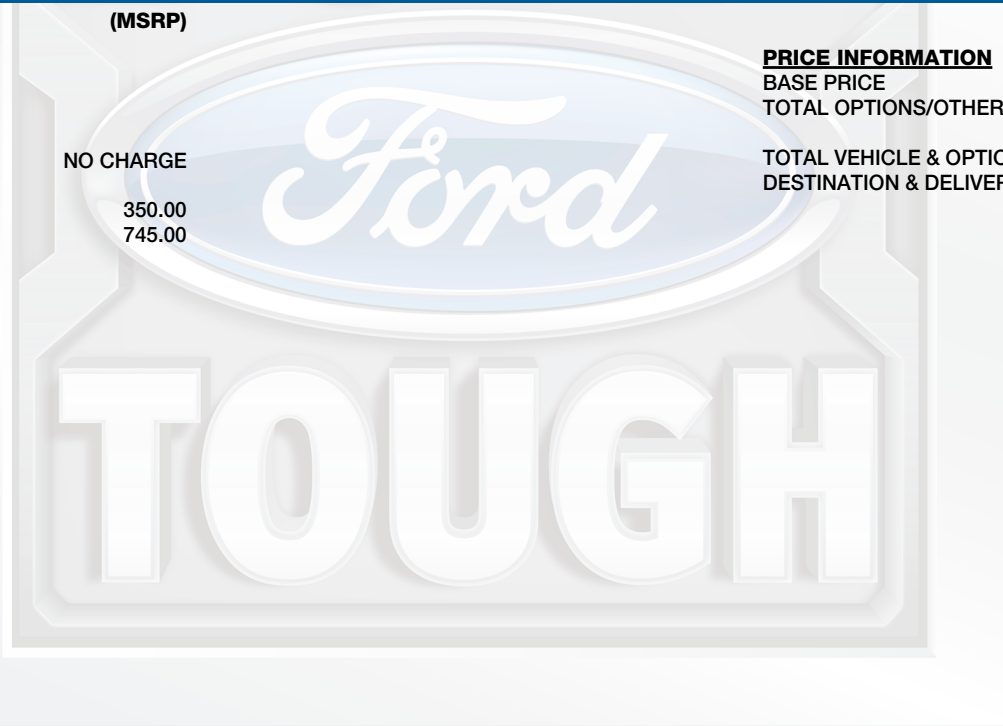 (MSRP)
NO CHARGE
350.00
745.00
PRICE INFORMATION
BASE PRICE
TOTAL OPTIONS/OTHER
TOTAL VEHICLE & OPTIO
DESTINATION & DELIVER
Ford
TOUGH